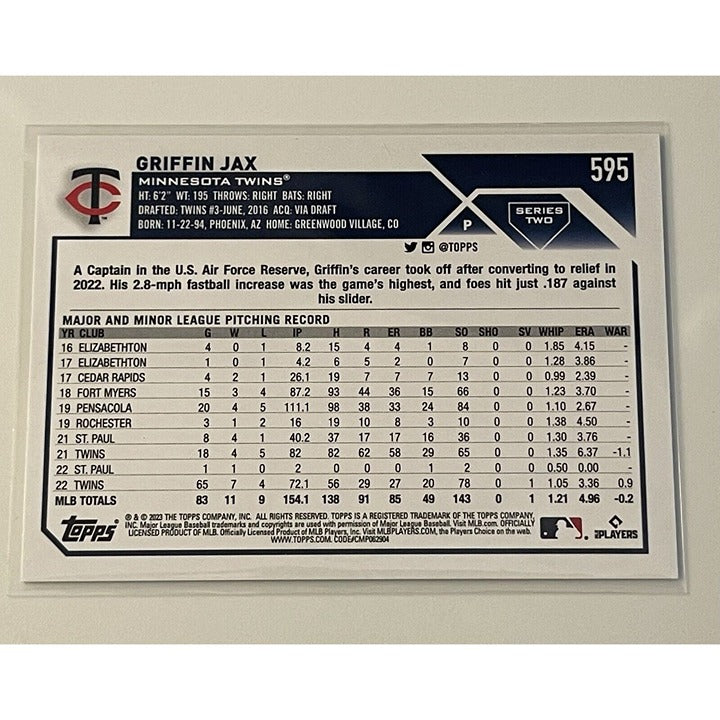 GRIFFIN JAX
595
MINNESOTA TWINS®
HT: 6'2" WT: 195 THROWS: RIGHT BATS: RIGHT
DRAFTED: TWINS #3-JUNE, 2016 ACQ: VIA DRAFT
BORN: 11-22-94, PHOENIX, AZ HOME: GREENWOOD VILLAGE, CO
P
SERIES
TWO
@TOPPS
A Captain in the U.S. Air Force Reserve, Griffin's career took off after converting to relief in
2022. His 2.8-mph fastball increase was the game's highest, and foes hit just .187 against
his slider.
MAJOR AND MINOR LEAGUE PITCHING RECORD
YR CLUB G W L IP H R ER BB SO SHO SV WHIP ERA WAR
16 ELIZABETHTON 4 0 1 8.2 15 4 4 1 8 0 0 1.85 4.15 -
17 ELIZABETHTON 1 0 1 4.2 6 5 2 0 7 0 0 1.28 3.86 -
17 CEDAR RAPIDS 4 2 1 26.1 19 7 7 7 13 0 0 0.99 2.39 -
18 FORT MYERS 15 3 4 87.2 93 44 36 15 66 0 0 1.23 3.70 -
19 PENSACOLA 20 4 5 111.1 98 38 33 24 84 0 0 1.10 2.67 -
19 ROCHESTER 3 1 2 16 19 10 8 3 10 0 0 1.38 4.50 -
21 ST. PAUL 8 4 1 40.2 37 17 17 16 36 0 0 1.30 3.76 -
21 TWINS 18 4 5 82 82 62 58 29 65 0 0 1.35 6.37 -1.1
22 ST. PAUL 1 1 0 2 0 0 0 1 2 0 0 0.50 0.00 -
22 TWINS 65 7 4 72.1 56 29 27 20 78 0 1 1.05 3.36 0.9
MLB TOTALS 83 11 9 154.1 138 91 85 49 143 0 1 1.21 4.96 -0.2
topps®
® & © 2023 THE TOPPS COMPANY, INC. ALL RIGHTS RESERVED. TOPPS IS A REGISTERED TRADEMARK OF THE TOPPS COMPANY,
INC. Major League Baseball trademarks and copyrights are used with permission of Major League Baseball. Visit MLB.com. OFFICIALLY
LICENSED PRODUCT OF MLB. Officially Licensed Product of MLB Players, Inc. Visit MLBPLAYERS.com, the Players Choice on the web.
WWW.TOPPS.COM. CODE#CMP082904
PLAYERS